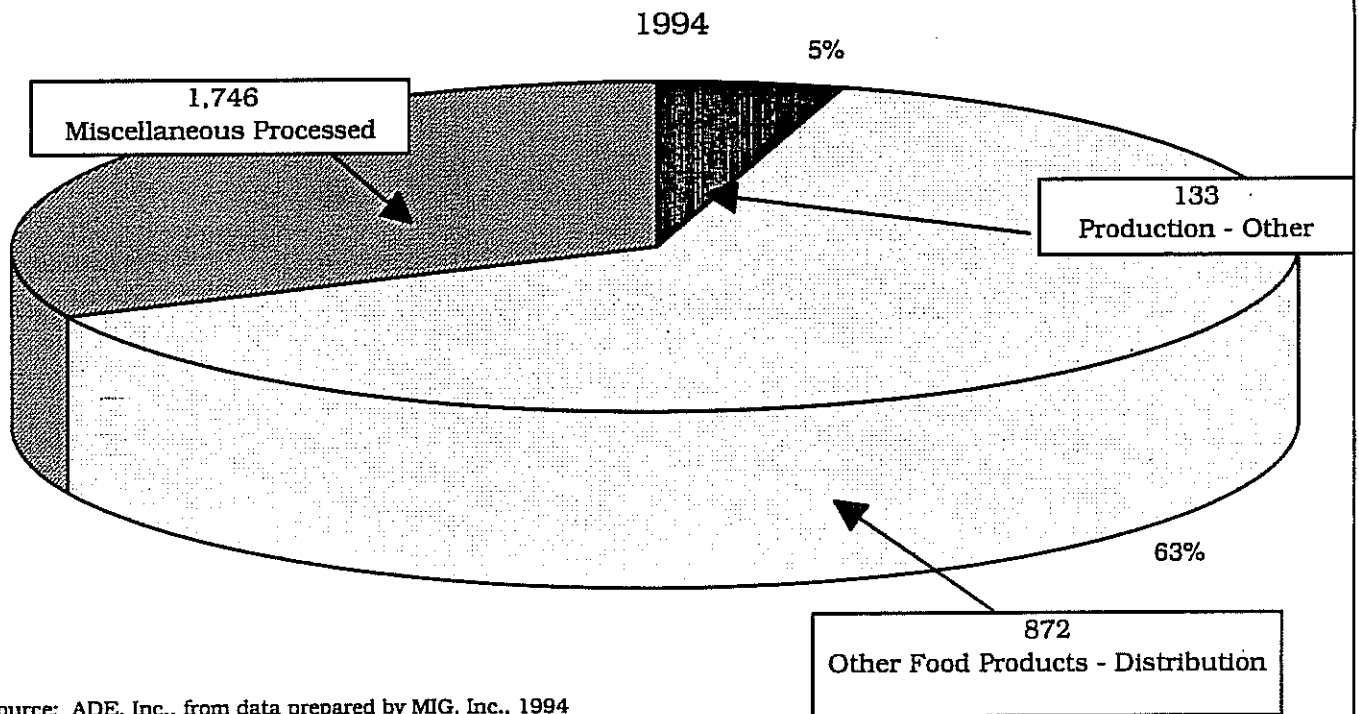 1994
5%
1,746
Miscellaneous Processed
133
Production - Other
63%
872
Other Food Products - Distribution
ource: ADE, Inc., from data prepared by MIG, Inc., 1994